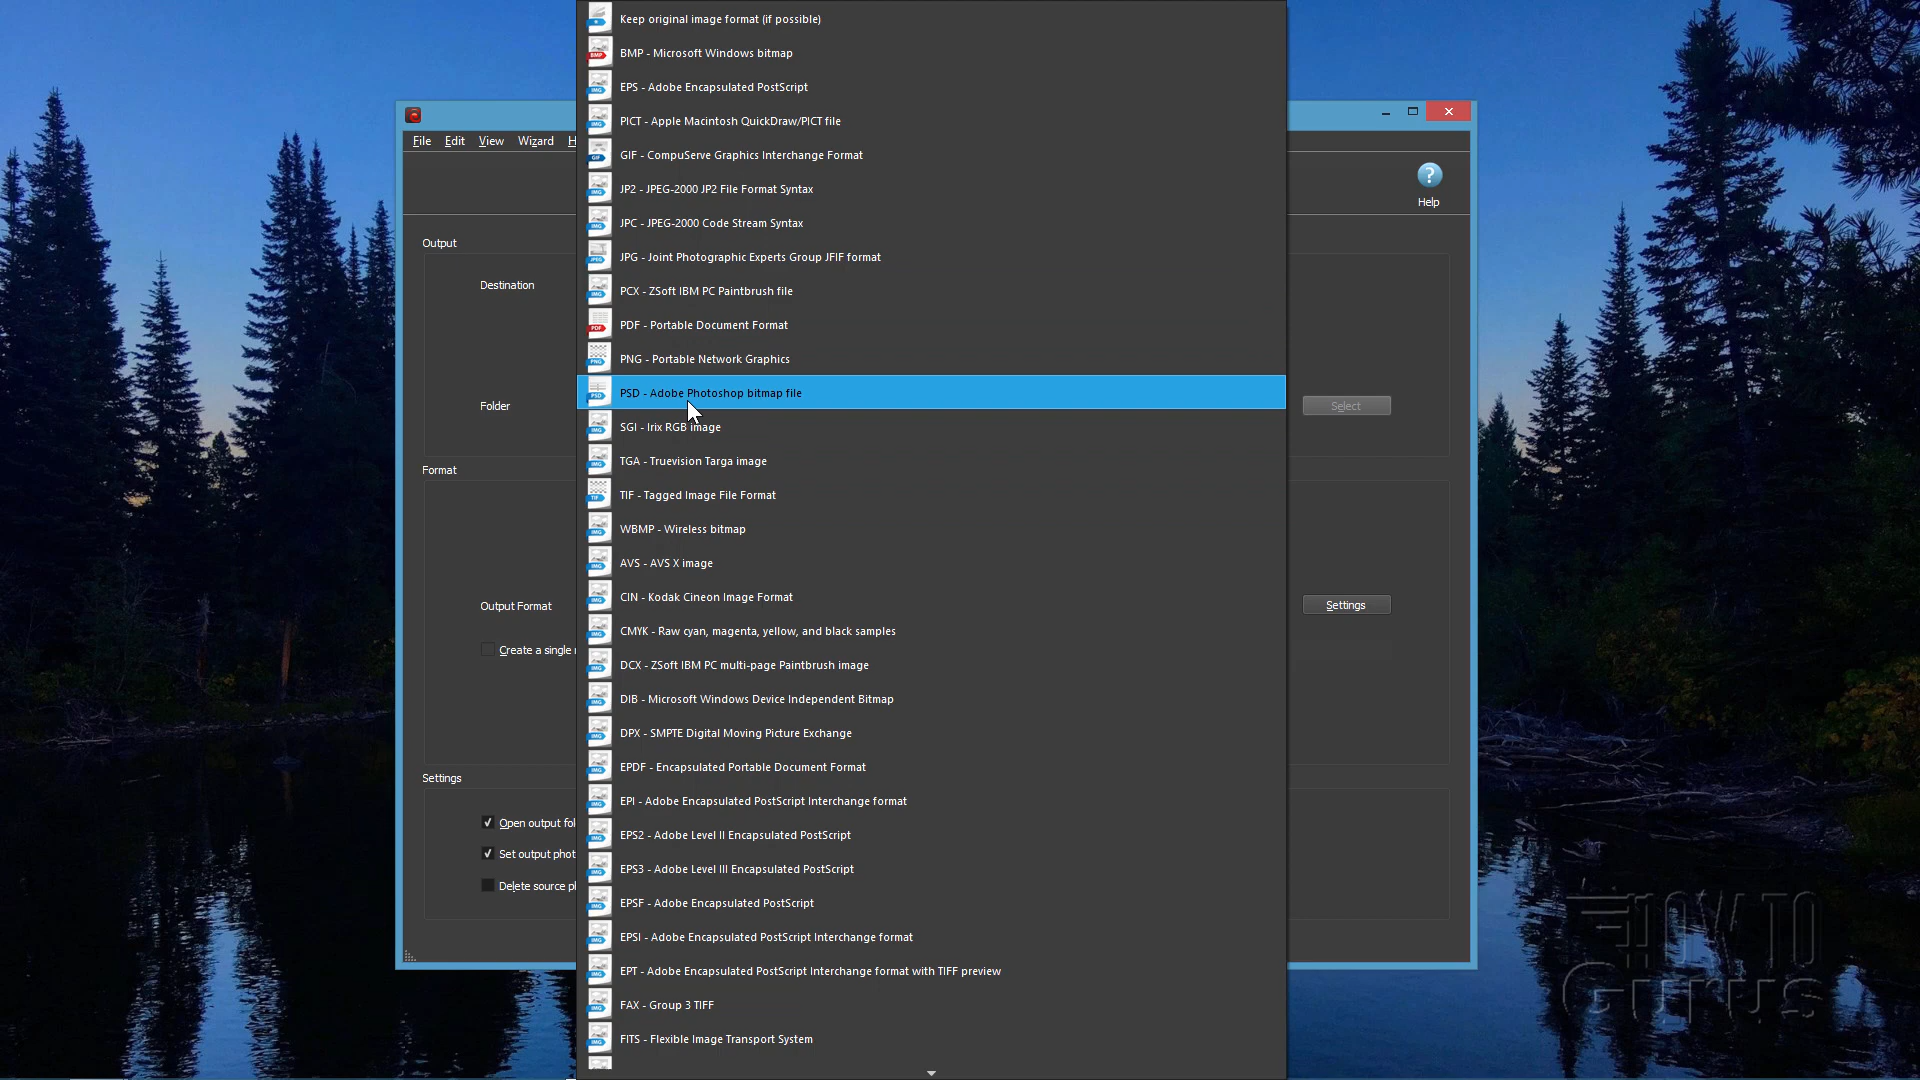 Keep original image format (if possible)
BMP - Microsoft Windows bitmap
EPS - Adobe Encapsulated PostScript
PICT - Apple Macintosh QuickDraw/PICT file
File Edit View Wizard H
GIF - CompuServe Graphics Interchange Format
JP2 - JPEG-2000 JP2 File Format Syntax
Help
JPC - JPEG-2000 Code Stream Syntax
Output
JPG - Joint Photographic Experts Group JFIF format
Destination
PCX - ZSoft IBM PC Paintbrush file
PDF - Portable Document Format
PNG - Portable Network Graphics
PSD - Adobe Photoshop bitmap file
Folder
Select
SGI - Irix RGB image
TGA - Truevision Targa image
Format
TIF - Tagged Image File Format
WBMP - Wireless bitmap
AVS - AVS X image
CIN - Kodak Cineon Image Format
Output Format
Settings
CMYK - Raw cyan, magenta, yellow, and black samples
Create a single
DCX - ZSoft IBM PC multi-page Paintbrush image
DIB - Microsoft Windows Device Independent Bitmap
DPX - SMPTE Digital Moving Picture Exchange
EPDF - Encapsulated Portable Document Format
Settings
EPI - Adobe Encapsulated PostScript Interchange format
Open output fol
EPS2 - Adobe Level II Encapsulated PostScript
Set output phot
EPS3 - Adobe Level III Encapsulated PostScript
Delete source pl
EPSF - Adobe Encapsulated PostScript
EPSI - Adobe Encapsulated PostScript Interchange format
EPT - Adobe Encapsulated PostScript Interchange format with TIFF preview
FAX - Group 3 TIFF
FITS - Flexible Image Transport System
HOW TO
Gurus